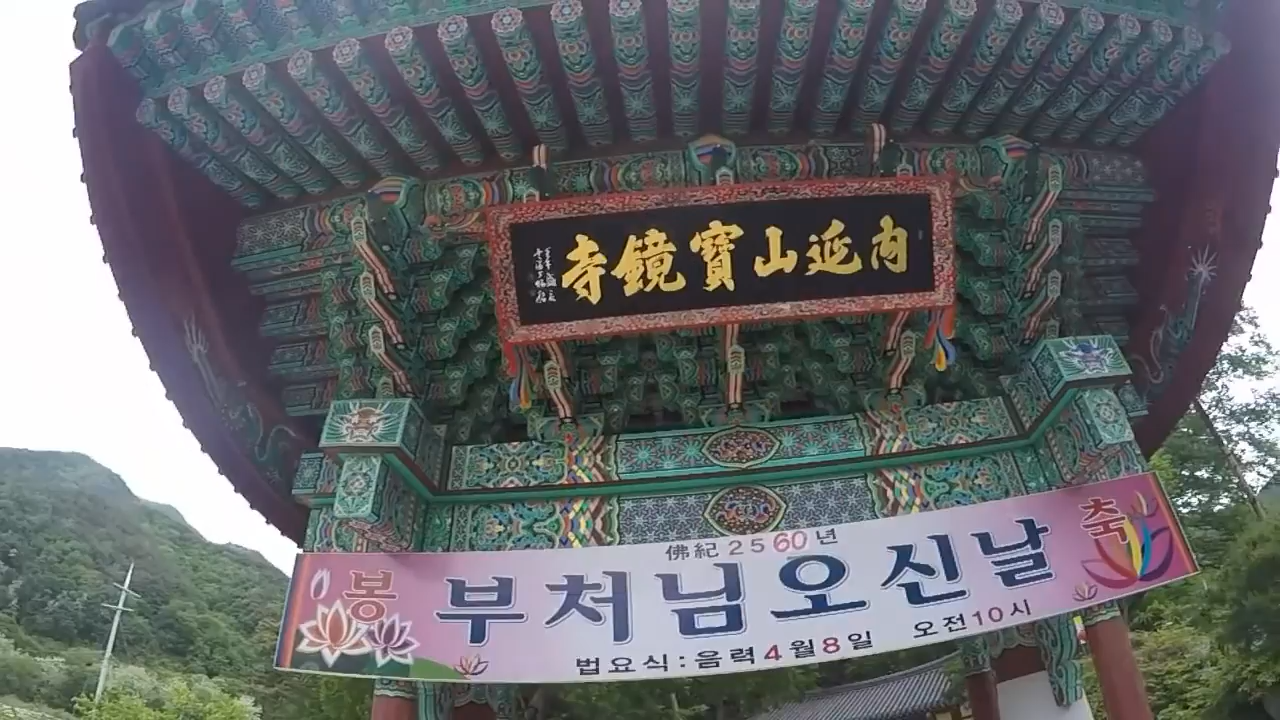 寺鏡寶山延內
佛紀 2560년
봉 부처님오신날 축
법요식:음력4월8일 오전10시